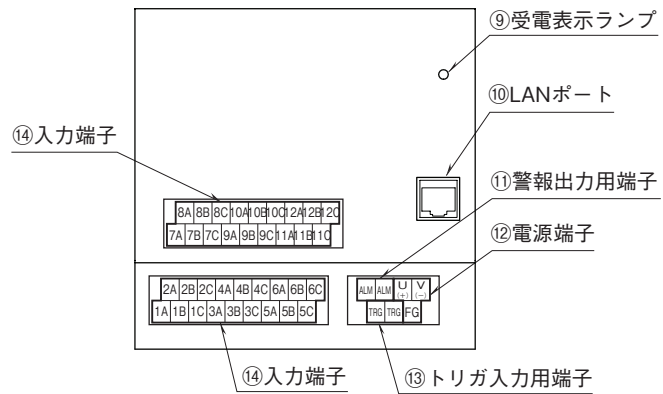 ⑨受電表示ランプ
⑩LANポート
⑭入力端子
⑪警報出力用端子
8A 8B 8C 10A 10B 10C 12A 12B 12C
7A 7B 7C 9A 9B 9C 11A 11B 11C
⑫電源端子
2A 2B 2C 4A 4B 4C 6A 6B 6C
ALM ALM U(+) V(−)
1A 1B 1C 3A 3B 3C 5A 5B 5C
TRG TRG FG
⑭入力端子
⑬トリガ入力用端子